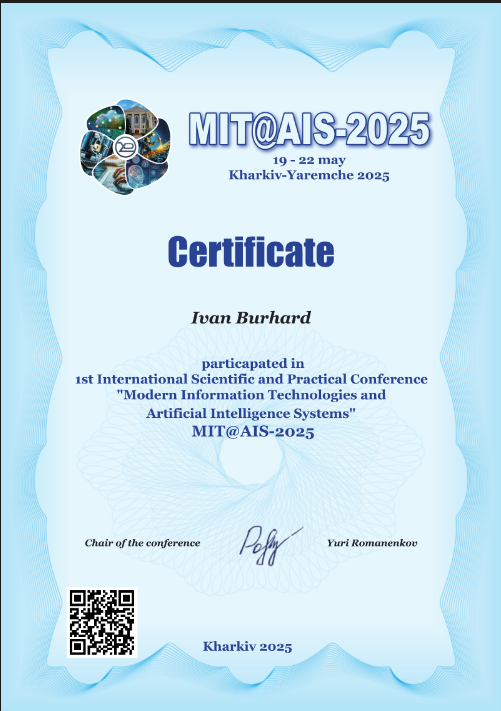 MIT@AIS-2025
19 - 22 may
Kharkiv-Yaremche 2025
Certificate
Ivan Burhard
particapated in
1st International Scientific and Practical Conference
"Modern Information Technologies and
Artificial Intelligence Systems"
MIT@AIS-2025
Chair of the conference
Yuri Romanenkov
Kharkiv 2025